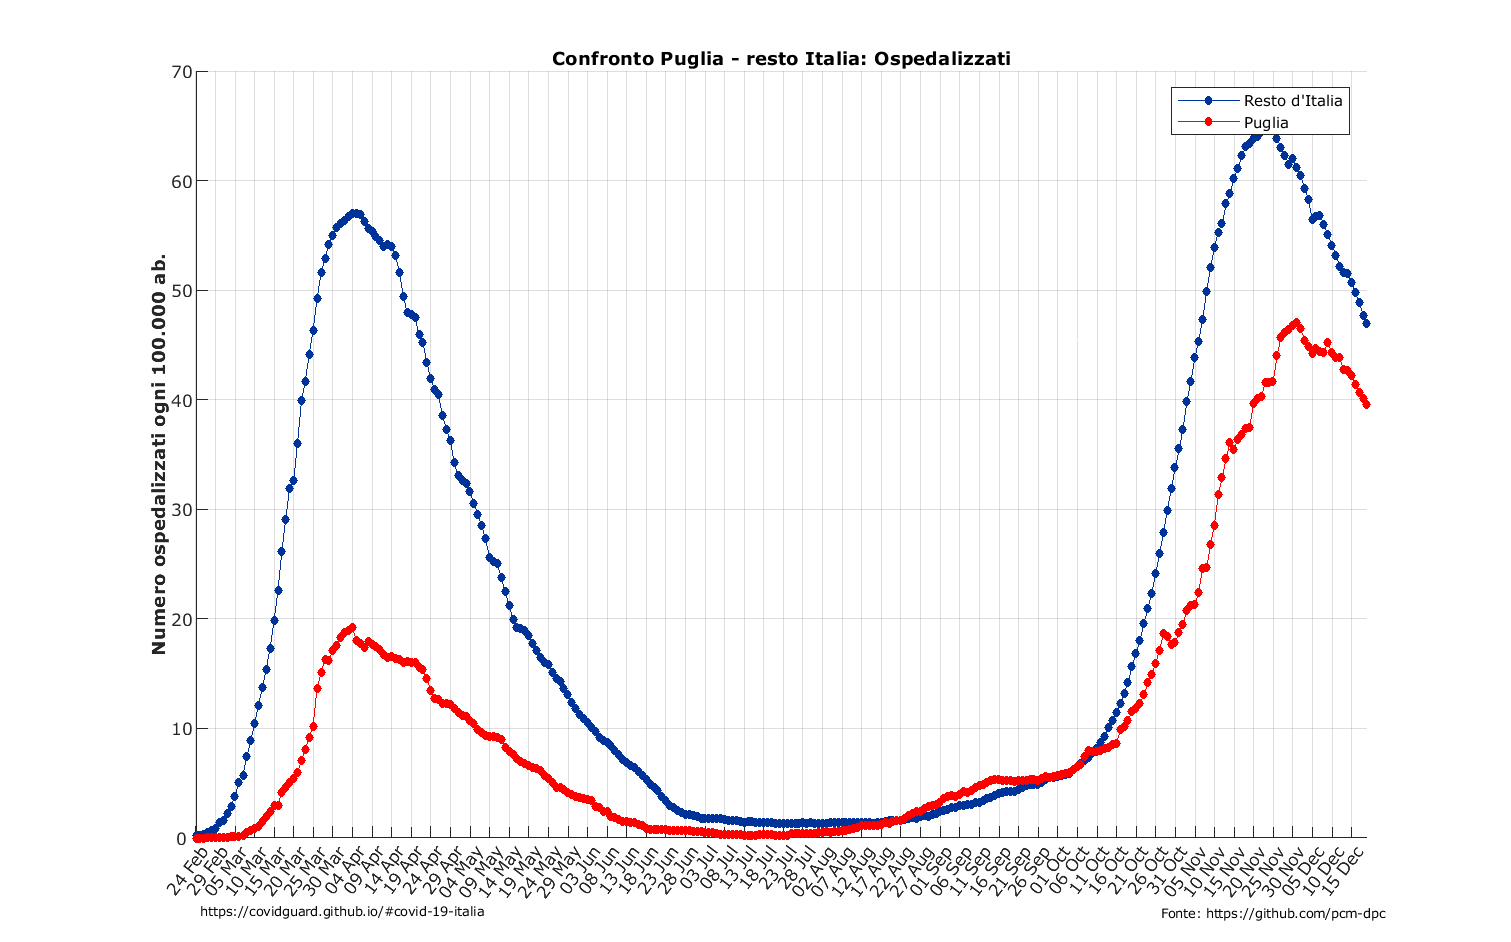 Confronto Puglia - resto Italia: Ospedalizzati
Resto d'Italia
Puglia
Numero ospedalizzati ogni 100.000 ab.
70
60
50
40
30
20
10
0
24 Feb
29 Feb
05 Mar
10 Mar
15 Mar
20 Mar
25 Mar
30 Mar
04 Apr
09 Apr
14 Apr
19 Apr
24 Apr
29 Apr
04 May
09 May
14 May
19 May
24 May
29 May
03 Jun
08 Jun
13 Jun
18 Jun
23 Jun
28 Jun
03 Jul
08 Jul
13 Jul
18 Jul
23 Jul
28 Jul
02 Aug
07 Aug
12 Aug
17 Aug
22 Aug
27 Aug
01 Sep
06 Sep
11 Sep
16 Sep
21 Sep
26 Sep
01 Oct
06 Oct
11 Oct
16 Oct
21 Oct
26 Oct
31 Oct
05 Nov
10 Nov
15 Nov
20 Nov
25 Nov
30 Nov
05 Dec
10 Dec
15 Dec
https://covidguard.github.io/#covid-19-italia
Fonte: https://github.com/pcm-dpc